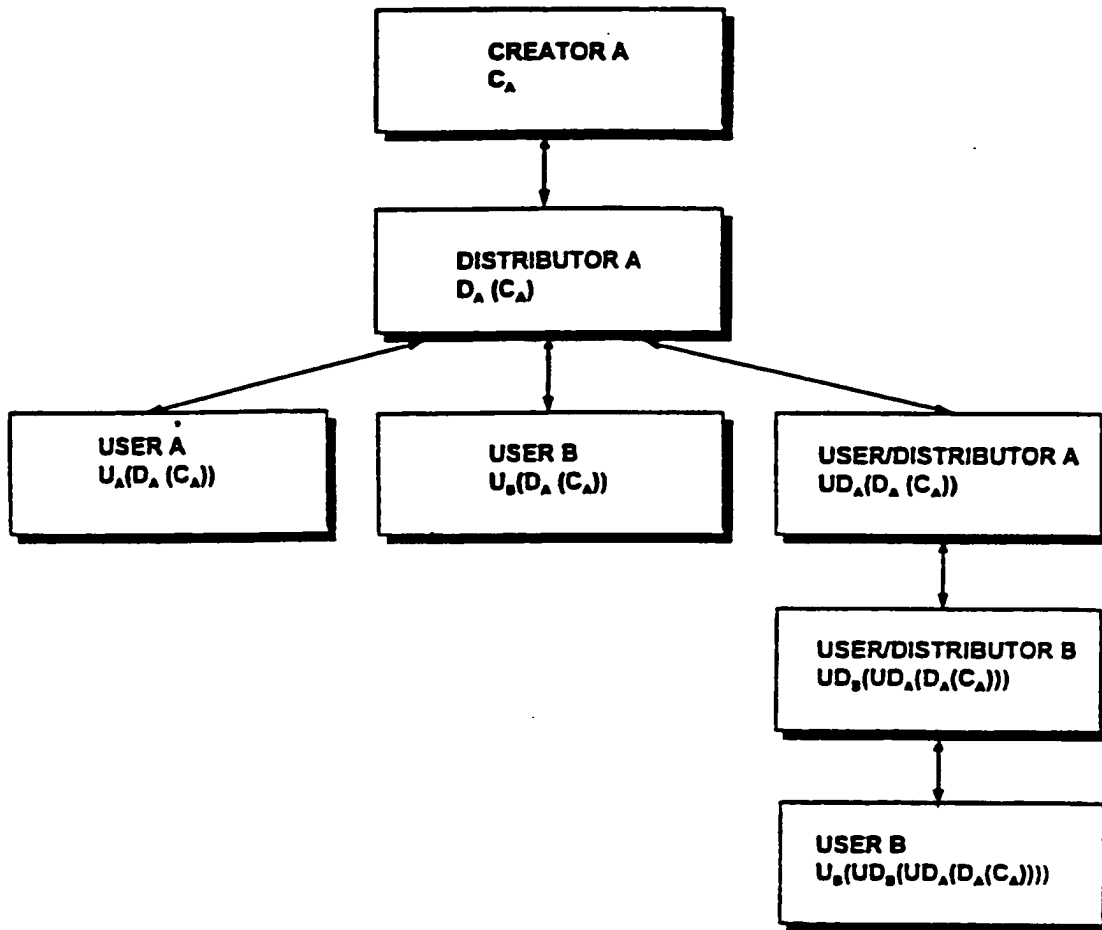 CREATOR A
C_A
DISTRIBUTOR A
D_A (C_A)
USER A
U_A(D_A (C_A))
USER B
U_B(D_A (C_A))
USER/DISTRIBUTOR A
UD_A(D_A (C_A))
USER/DISTRIBUTOR B
UD_B(UD_A(D_A(C_A)))
USER B
U_B(UD_B(UD_A(D_A(C_A))))